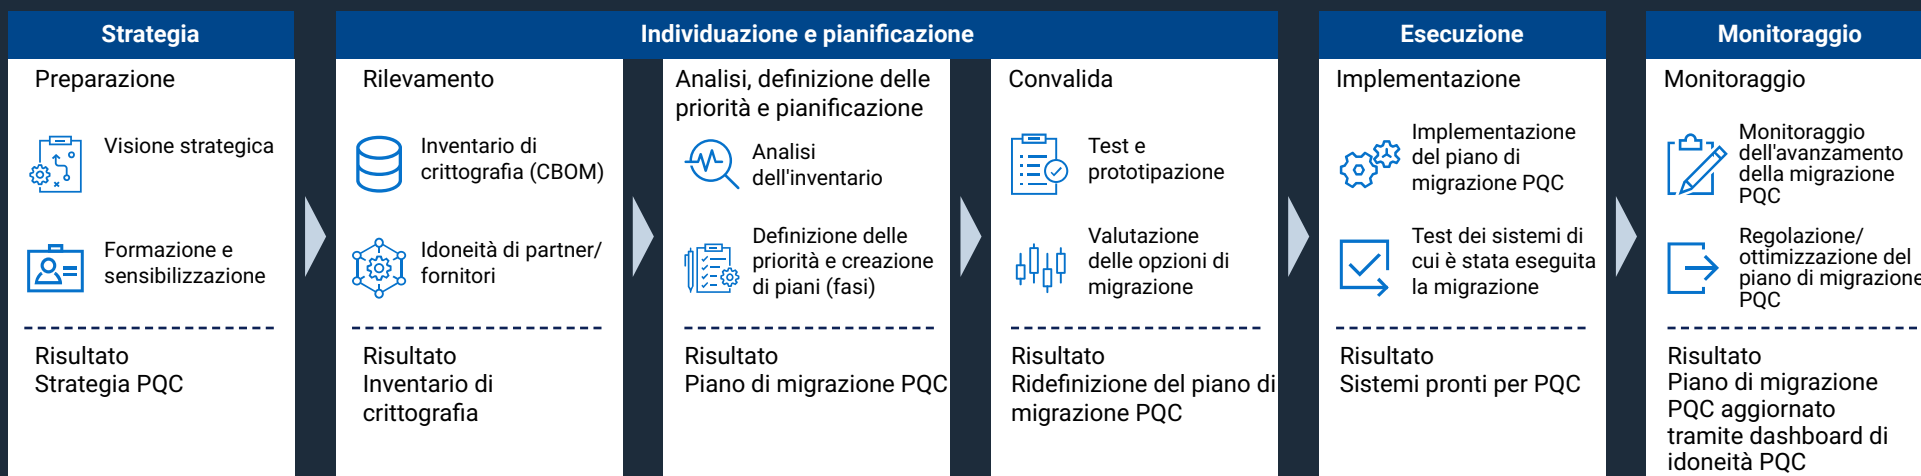 Strategia
Preparazione
Visione strategica
Formazione e
sensibilizzazione
Risultato
Strategia PQC
Individuazione e pianificazione
Rilevamento
Inventario di
crittografia (CBOM)
Idoneità di partner/
fornitori
Risultato
Inventario di
crittografia
Analisi, definizione delle
priorità e pianificazione
Analisi
dell'inventario
Definizione delle
priorità e creazione
di piani (fasi)
Risultato
Piano di migrazione PQC
Convalida
Test e
prototipazione
Valutazione
delle opzioni di
migrazione
Risultato
Ridefinizione del piano di
migrazione PQC
Esecuzione
Implementazione
Implementazione
del piano di
migrazione PQC
Test dei sistemi di
cui è stata eseguita
la migrazione
Risultato
Sistemi pronti per PQC
Monitoraggio
Monitoraggio
Monitoraggio
dell'avanzamento
della migrazione
PQC
Regolazione/
ottimizzazione del
piano di migrazione
PQC
Risultato
Piano di migrazione
PQC aggiornato
tramite dashboard di
idoneità PQC